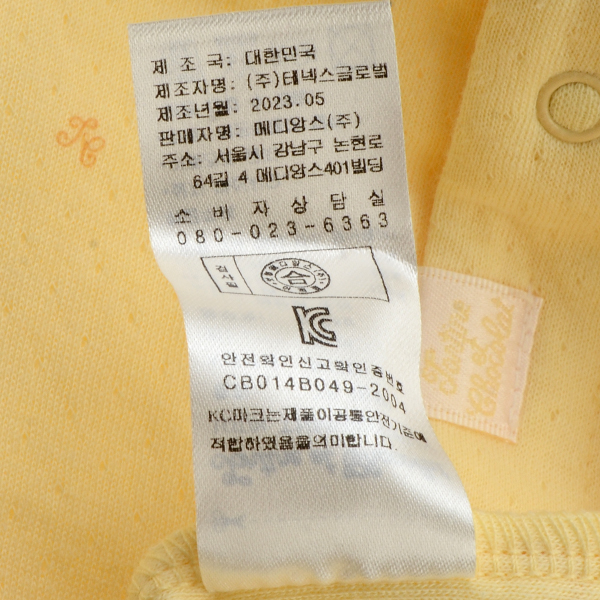 제 조 국: 대한민국
제조자명: (주)테넥스글로벌
제조년월: 2023.05
판매자명: 메디앙스(주)
주소: 서울시 강남구 논현로
64길 4 메디앙스401빌딩
소 비 자 상 담 실
080-023-6363
검사필
합
KC
안전확인신고확인증번호
CB014B049-2004
KC마크는제품이공통안전기준에
적합하였음을의미합니다.